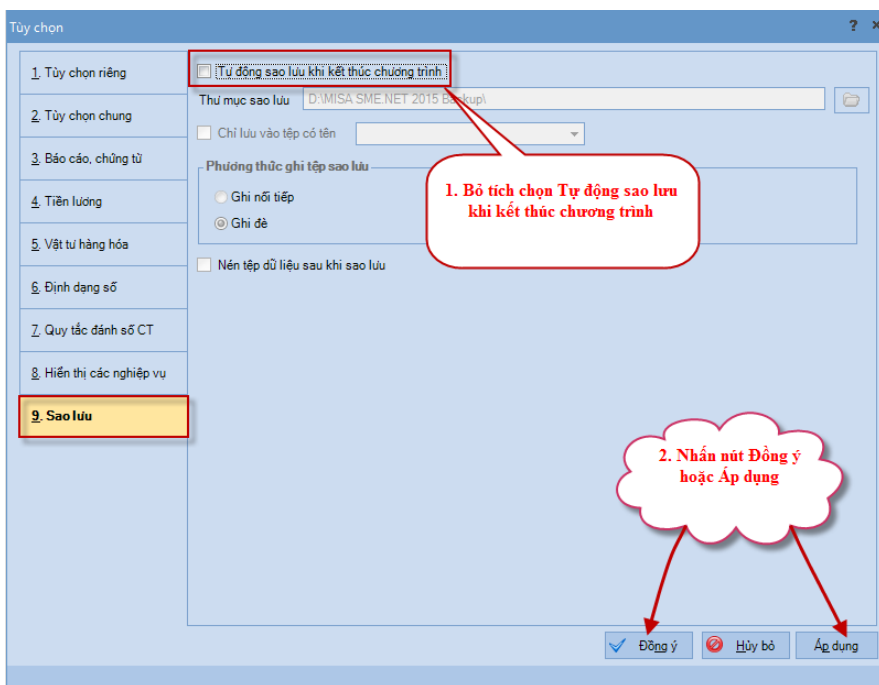 Tùy chọn
?
1. Tùy chọn riêng
2. Tùy chọn chung
3. Báo cáo, chứng từ
4. Tiền lương
5. Vật tư hàng hóa
6. Định dạng số
7. Quy tắc đánh số CT
8. Hiển thị các nghiệp vụ
9. Sao lưu
Tự động sao lưu khi kết thúc chương trình
Thư mục sao lưu D:\MISA SME.NET 2015 Backup\
Chỉ lưu vào tệp có tên
Phương thức ghi tệp sao lưu
Ghi nối tiếp
Ghi đè
Nén tệp dữ liệu sau khi sao lưu
1. Bỏ tích chọn Tự động sao lưu
khi kết thúc chương trình
2. Nhấn nút Đồng ý
hoặc Áp dụng
Đồng ý Hủy bỏ Áp dụng